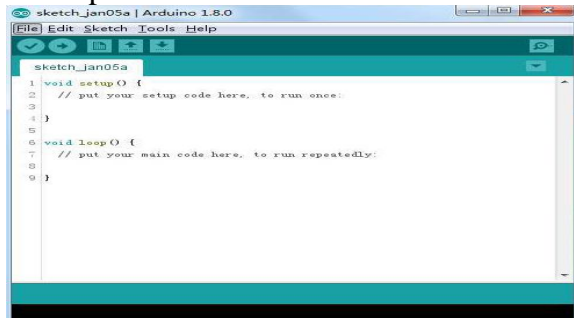 sketch_jan05a | Arduino 1.8.0
File Edit Sketch Tools Help
sketch_jan05a
1 void setup() {
2 // put your setup code here, to run once:
3
4 }
5
6 void loop() {
7 // put your main code here, to run repeatedly:
8
9 }